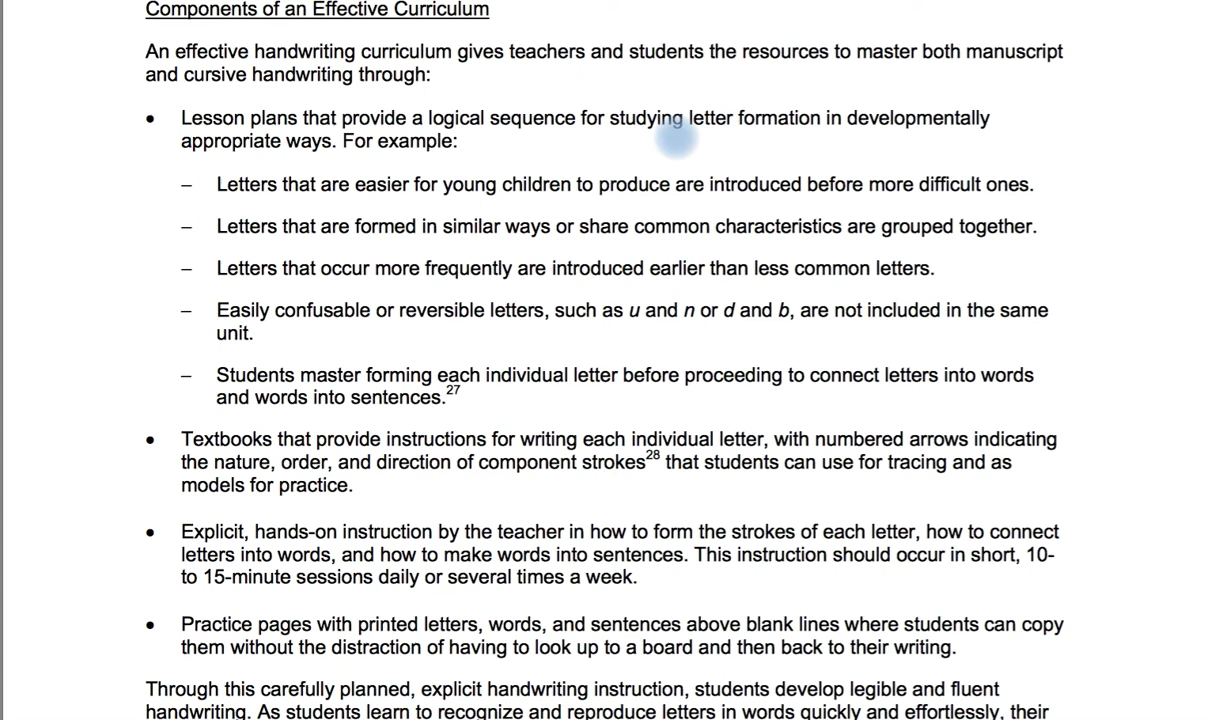 Components of an Effective Curriculum
An effective handwriting curriculum gives teachers and students the resources to master both manuscript
and cursive handwriting through:
• Lesson plans that provide a logical sequence for studying letter formation in developmentally
appropriate ways. For example:
– Letters that are easier for young children to produce are introduced before more difficult ones.
– Letters that are formed in similar ways or share common characteristics are grouped together.
– Letters that occur more frequently are introduced earlier than less common letters.
– Easily confusable or reversible letters, such as u and n or d and b, are not included in the same
unit.
– Students master forming each individual letter before proceeding to connect letters into words
and words into sentences.27
• Textbooks that provide instructions for writing each individual letter, with numbered arrows indicating
the nature, order, and direction of component strokes28 that students can use for tracing and as
models for practice.
• Explicit, hands-on instruction by the teacher in how to form the strokes of each letter, how to connect
letters into words, and how to make words into sentences. This instruction should occur in short, 10-
to 15-minute sessions daily or several times a week.
• Practice pages with printed letters, words, and sentences above blank lines where students can copy
them without the distraction of having to look up to a board and then back to their writing.
Through this carefully planned, explicit handwriting instruction, students develop legible and fluent
handwriting. As students learn to recognize and reproduce letters in words quickly and effortlessly, their